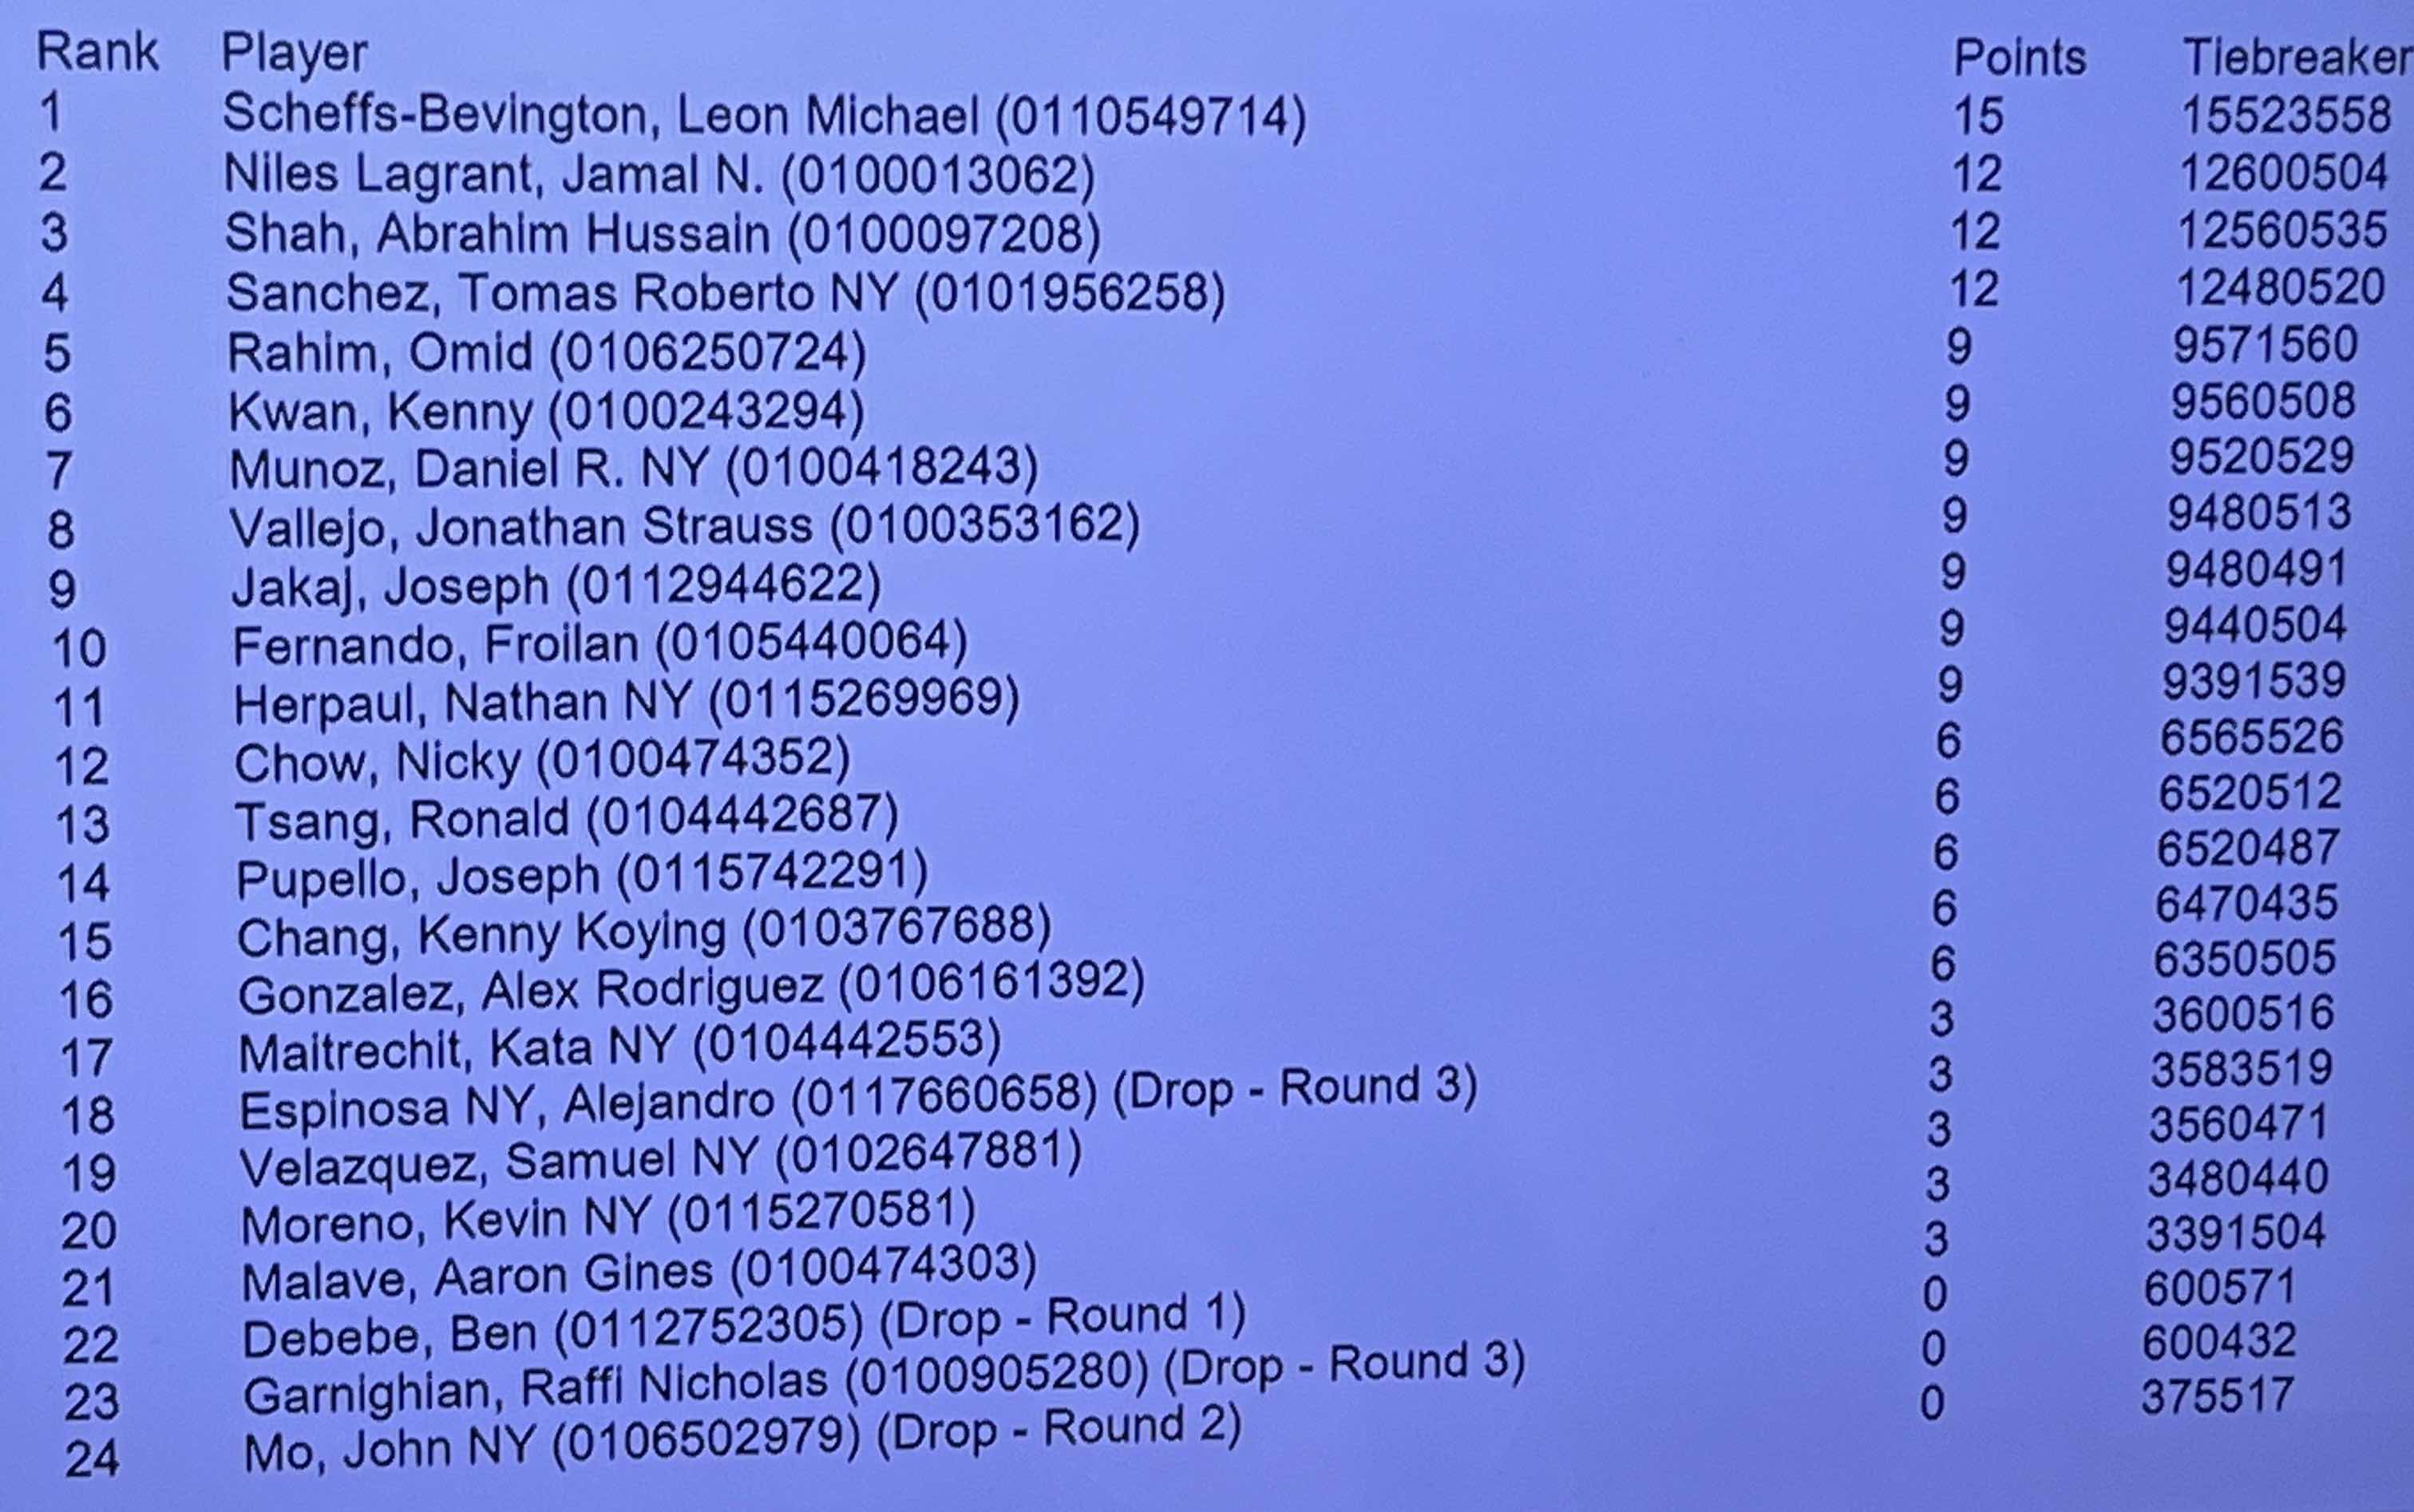 Rank Player Points Tiebreaker
1 Scheffs-Bevington, Leon Michael (0110549714) 15 15523558
2 Niles Lagrant, Jamal N. (0100013062) 12 12600504
3 Shah, Abrahim Hussain (0100097208) 12 12560535
4 Sanchez, Tomas Roberto NY (0101956258) 12 12480520
5 Rahim, Omid (0106250724) 9 9571560
6 Kwan, Kenny (0100243294) 9 9560508
7 Munoz, Daniel R. NY (0100418243) 9 9520529
8 Vallejo, Jonathan Strauss (0100353162) 9 9480513
9 Jakaj, Joseph (0112944622) 9 9480491
10 Fernando, Froilan (0105440064) 9 9440504
11 Herpaul, Nathan NY (0115269969) 9 9391539
12 Chow, Nicky (0100474352) 6 6565526
13 Tsang, Ronald (0104442687) 6 6520512
14 Pupello, Joseph (0115742291) 6 6520487
15 Chang, Kenny Koying (0103767688) 6 6470435
16 Gonzalez, Alex Rodriguez (0106161392) 6 6350505
17 Maitrechit, Kata NY (0104442553) 3 3600516
18 Espinosa NY, Alejandro (0117660658) (Drop - Round 3) 3 3583519
19 Velazquez, Samuel NY (0102647881) 3 3560471
20 Moreno, Kevin NY (0115270581) 3 3480440
21 Malave, Aaron Gines (0100474303) 3 3391504
22 Debebe, Ben (0112752305) (Drop - Round 1) 0 600571
23 Garnighian, Raffi Nicholas (0100905280) (Drop - Round 3) 0 600432
24 Mo, John NY (0106502979) (Drop - Round 2) 0 375517